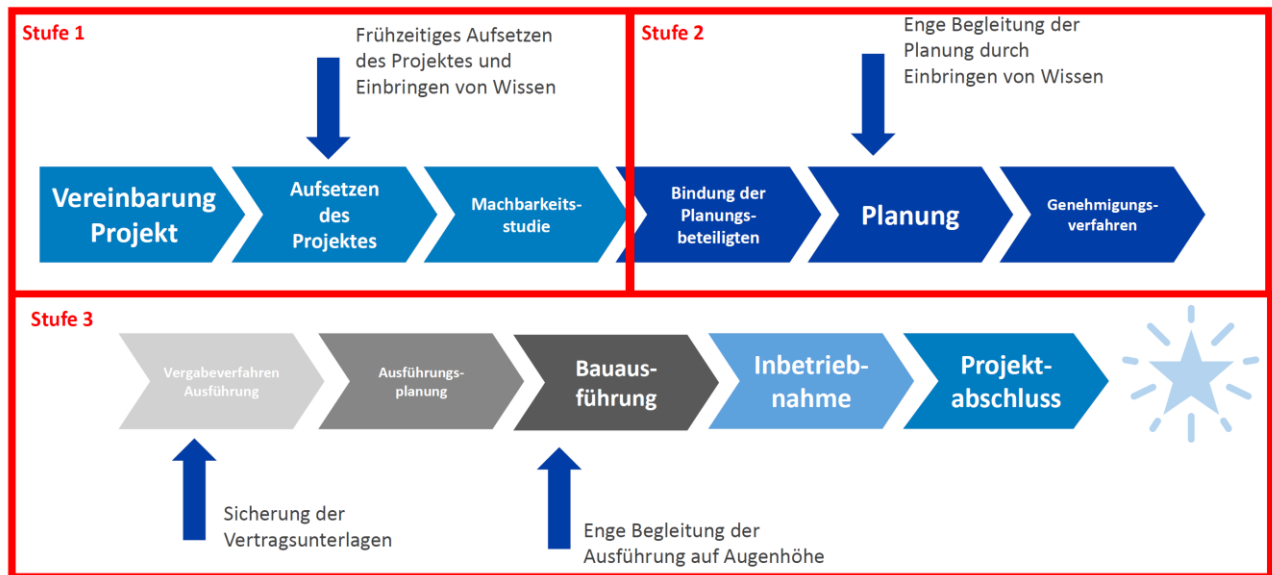 Stufe 1
Frühzeitiges Aufsetzen
des Projektes und
Einbringen von Wissen
Vereinbarung
Projekt
Aufsetzen
des
Projektes
Machbarkeits-
studie
Stufe 2
Enge Begleitung der
Planung durch
Einbringen von Wissen
Bindung der
Planungs-
beteiligten
Planung
Genehmigungs-
verfahren
Stufe 3
Vergabeverfahren
Ausführung
Ausführungs-
planung
Bauaus-
führung
Inbetrieb-
nahme
Projekt-
abschluss
Sicherung der
Vertragsunterlagen
Enge Begleitung der
Ausführung auf Augenhöhe